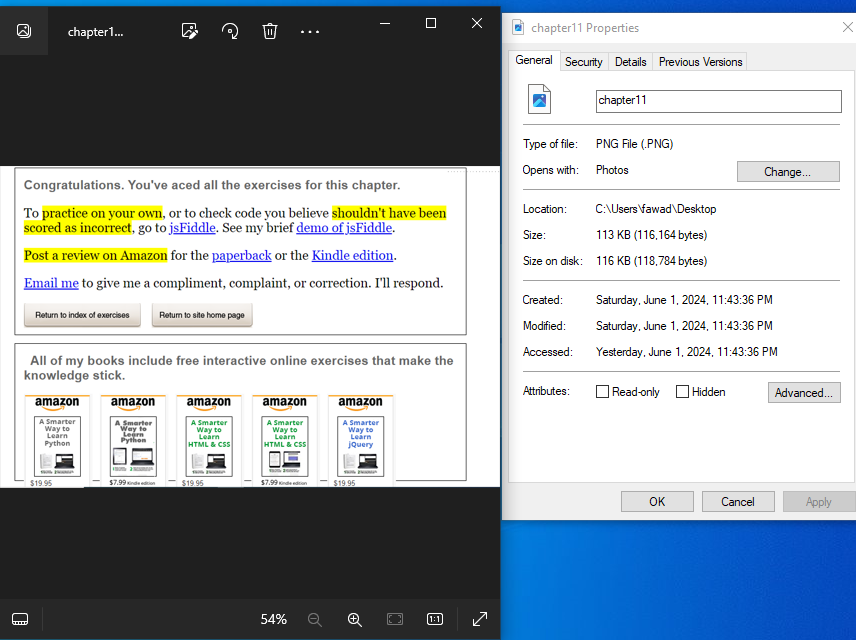 chapter1...
Congratulations. You've aced all the exercises for this chapter.
To practice on your own, or to check code you believe shouldn't have been
scored as incorrect, go to jsFiddle. See my brief demo of jsFiddle.
Post a review on Amazon for the paperback or the Kindle edition.
Email me to give me a compliment, complaint, or correction. I'll respond.
Return to index of exercises Return to site home page
All of my books include free interactive online exercises that make the
knowledge stick.
amazon amazon amazon amazon amazon
A Smarter
Way to
Learn
Python
$19.95
A Smarter
Way to
Learn
Python
$7.99 Kindle edition
A Smarter
Way to
Learn
HTML & CSS
$19.95
A Smarter
Way to
Learn
HTML & CSS
$7.99 Kindle edition
A Smarter
Way to
Learn
jQuery
$19.95
54%
1:1
chapter11 Properties
General Security Details Previous Versions
chapter11
Type of file: PNG File (.PNG)
Opens with: Photos Change...
Location: C:\Users\fawad\Desktop
Size: 113 KB (116,164 bytes)
Size on disk: 116 KB (118,784 bytes)
Created: Saturday, June 1, 2024, 11:43:36 PM
Modified: Saturday, June 1, 2024, 11:43:36 PM
Accessed: Yesterday, June 1, 2024, 11:43:36 PM
Attributes: Read-only Hidden Advanced...
OK Cancel Apply